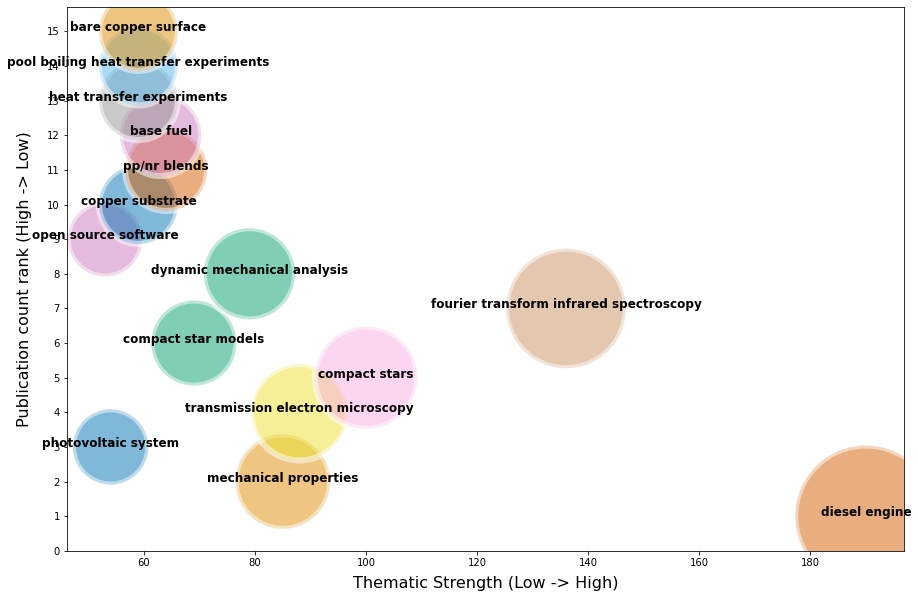 15
bare copper surface
14
pool boiling heat transfer experiments
13
heat transfer experiments
12
base fuel
11
pp/nr blends
10
copper substrate
9
open source software
8
dynamic mechanical analysis
7
fourier transform infrared spectroscopy
6
compact star models
5
compact stars
4
transmission electron microscopy
3
photovoltaic system
2
mechanical properties
1
diesel engine
0
60 80 100 120 140 160 180
Thematic Strength (Low -> High)
Publication count rank (High -> Low)